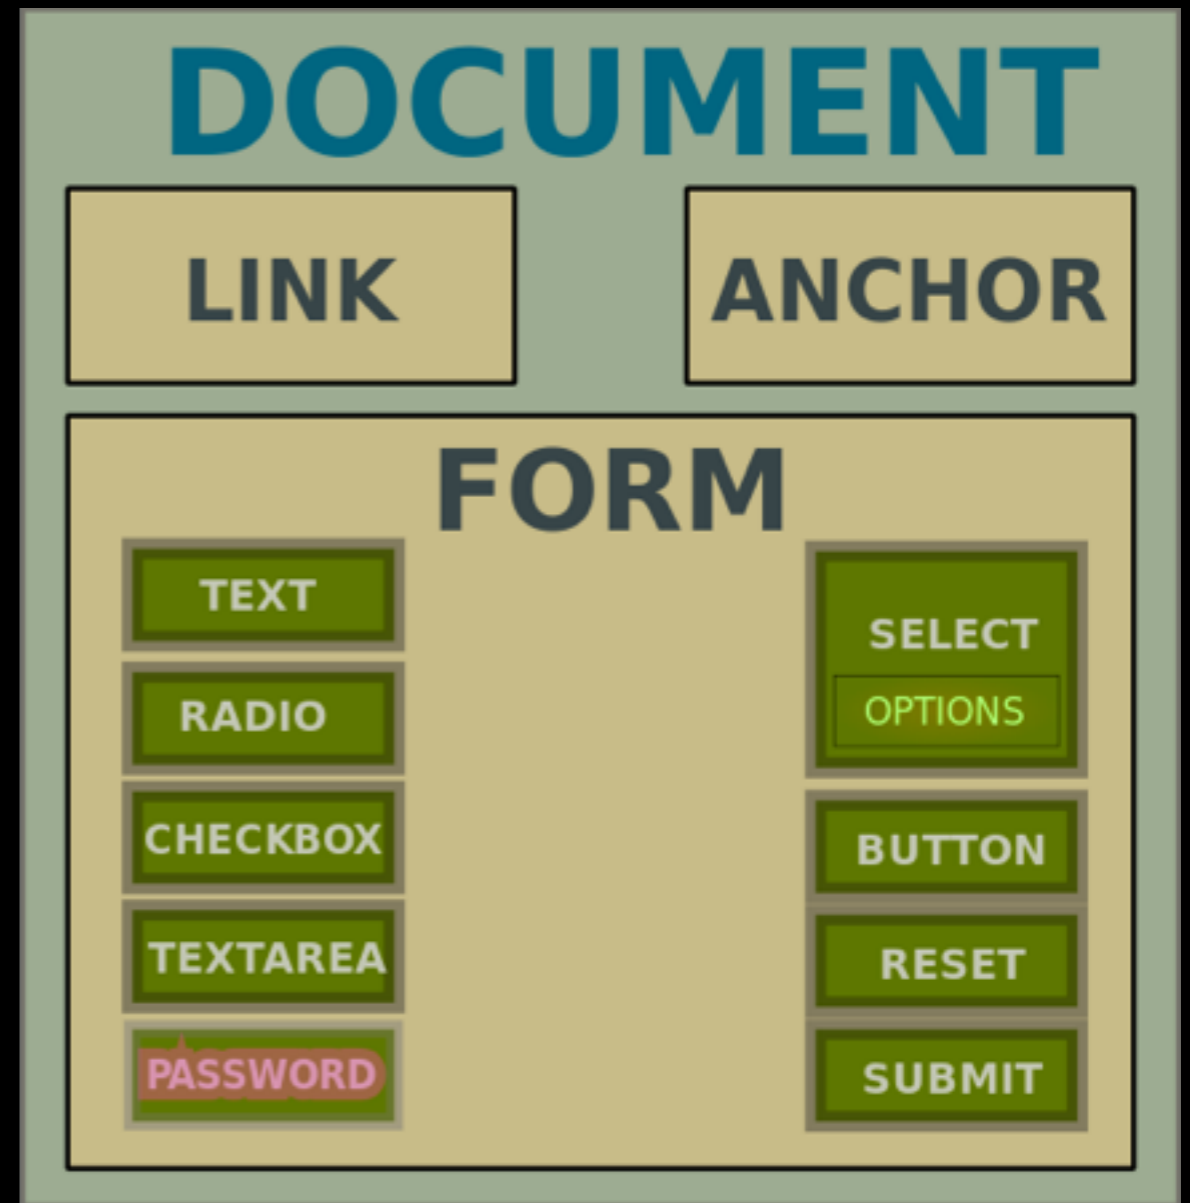 DOCUMENT
LINK
ANCHOR
FORM
TEXT
RADIO
CHECKBOX
TEXTAREA
PASSWORD
SELECT
OPTIONS
BUTTON
RESET
SUBMIT